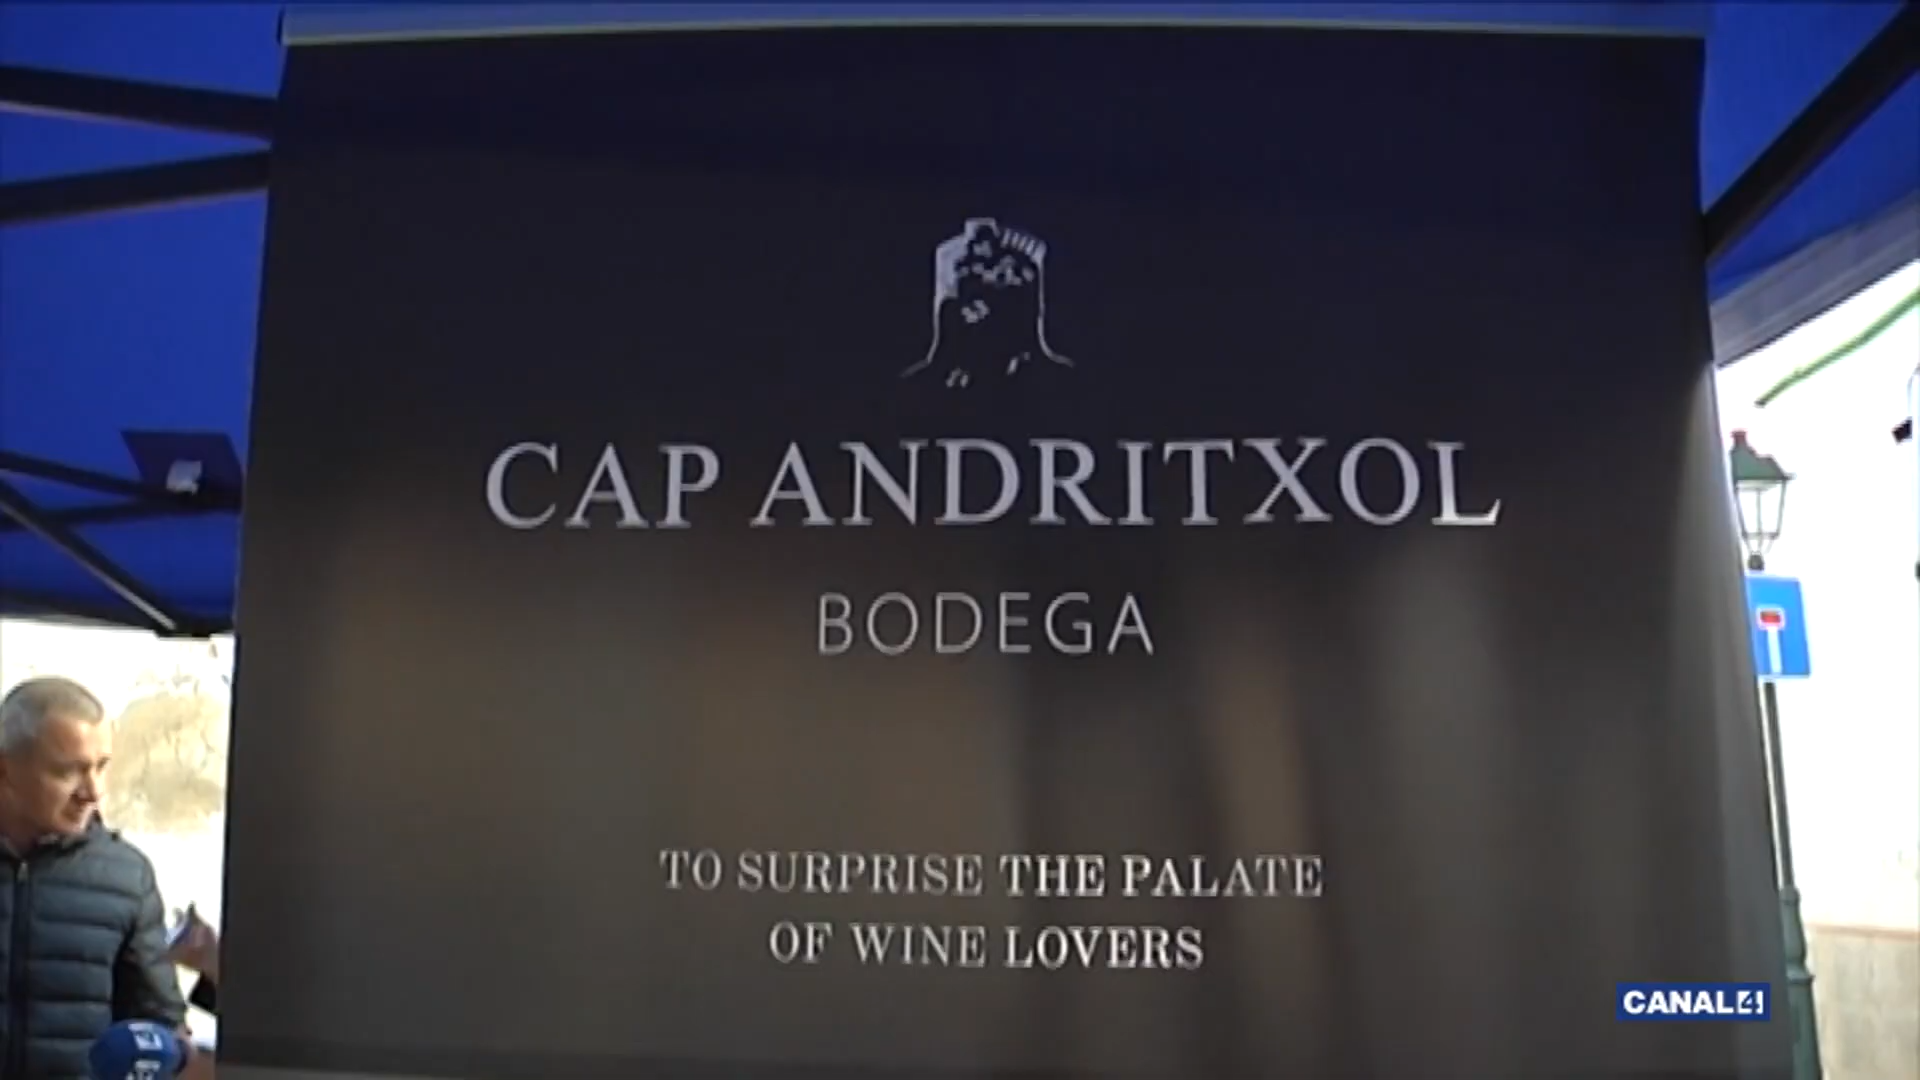 CAP ANDRITXOL
BODEGA
TO SURPRISE THE PALATE
OF WINE LOVERS
CANAL4